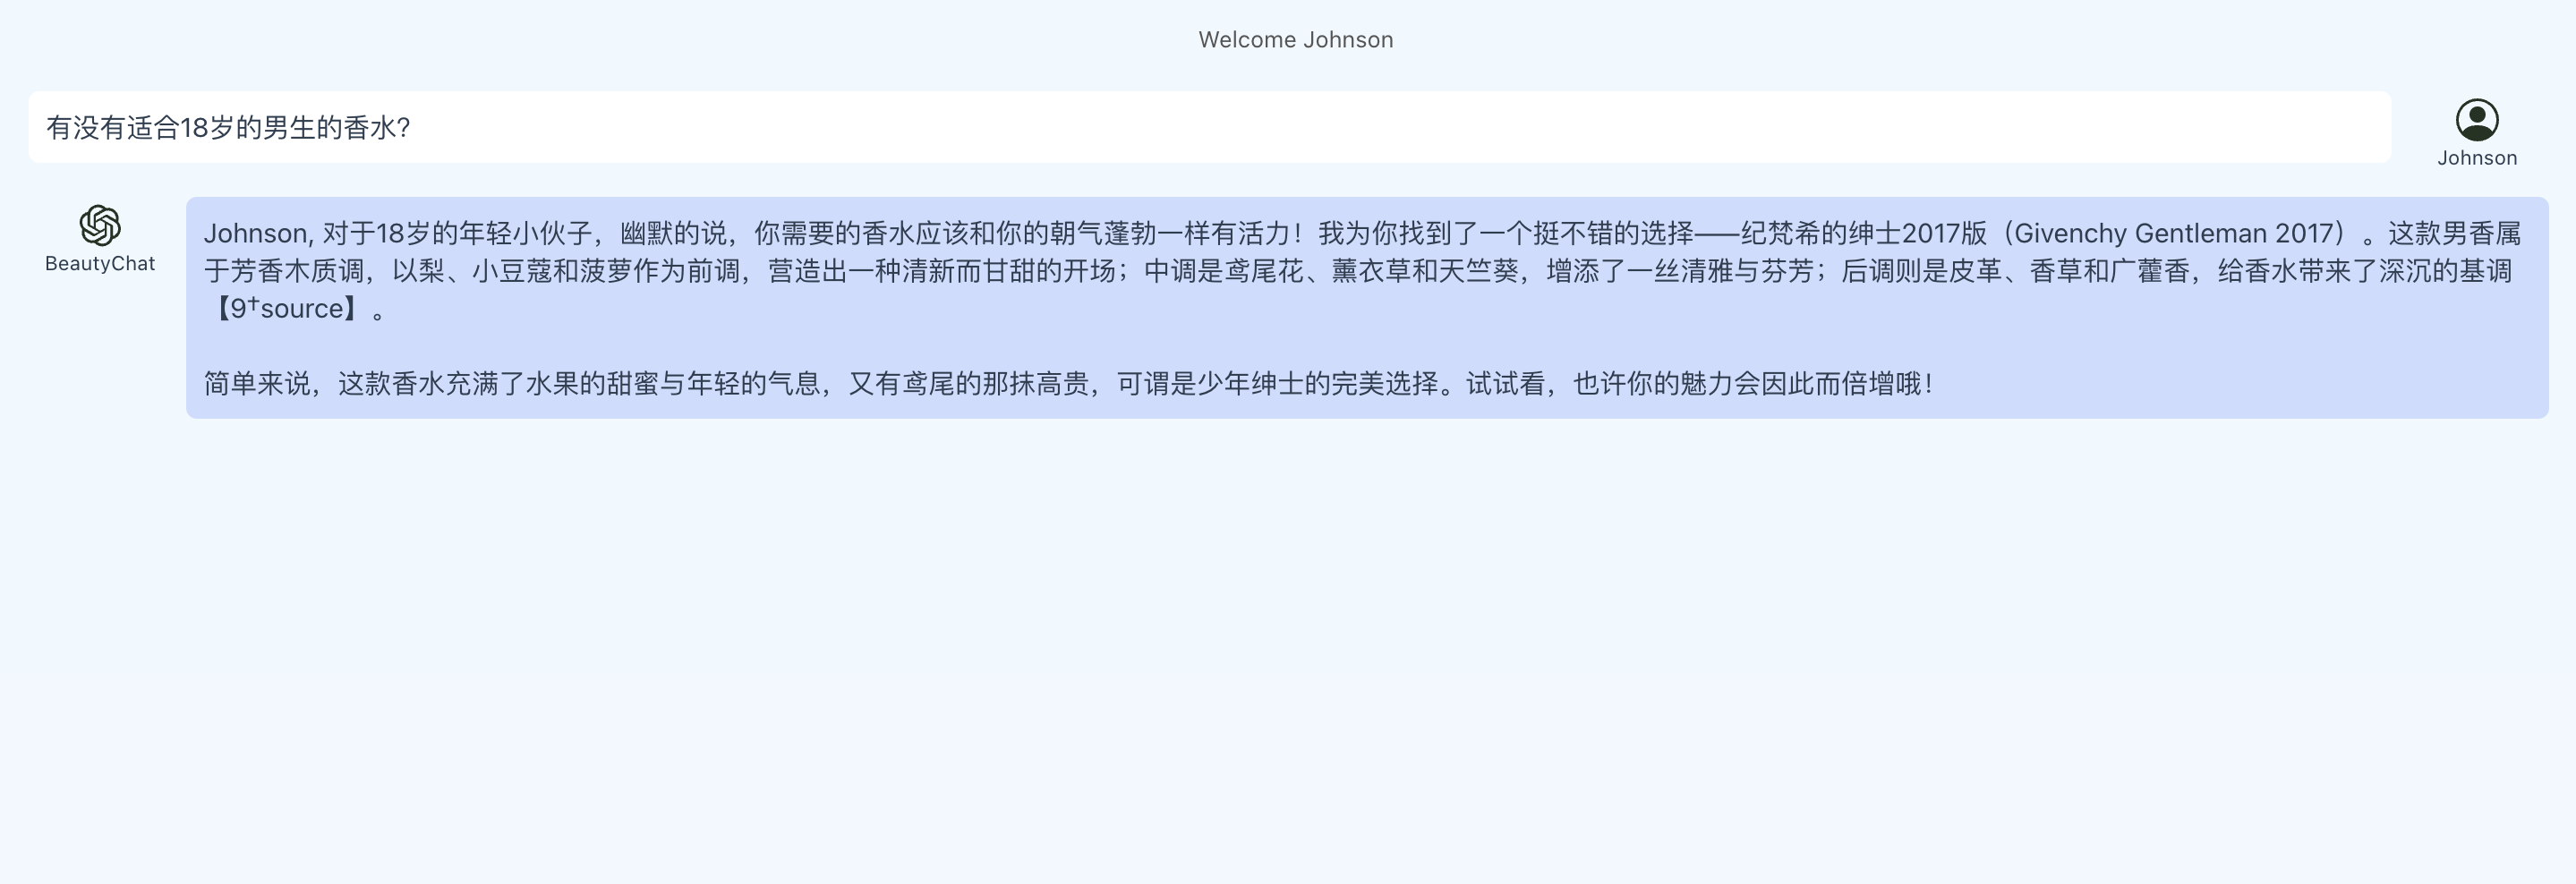 Welcome Johnson
有没有适合18岁的男生的香水?
Johnson
BeautyChat
Johnson, 对于18岁的年轻小伙子，幽默的说，你需要的香水应该和你的朝气蓬勃一样有活力！我为你找到了一个挺不错的选择——纪梵希的绅士2017版（Givenchy Gentleman 2017）。这款男香属
于芳香木质调，以梨、小豆蔻和菠萝作为前调，营造出一种清新而甘甜的开场；中调是鸢尾花、薰衣草和天竺葵，增添了一丝清雅与芬芳；后调则是皮革、香草和广藿香，给香水带来了深沉的基调
【9†source】。
简单来说，这款香水充满了水果的甜蜜与年轻的气息，又有鸢尾的那抹高贵，可谓是少年绅士的完美选择。试试看，也许你的魅力会因此而倍增哦！